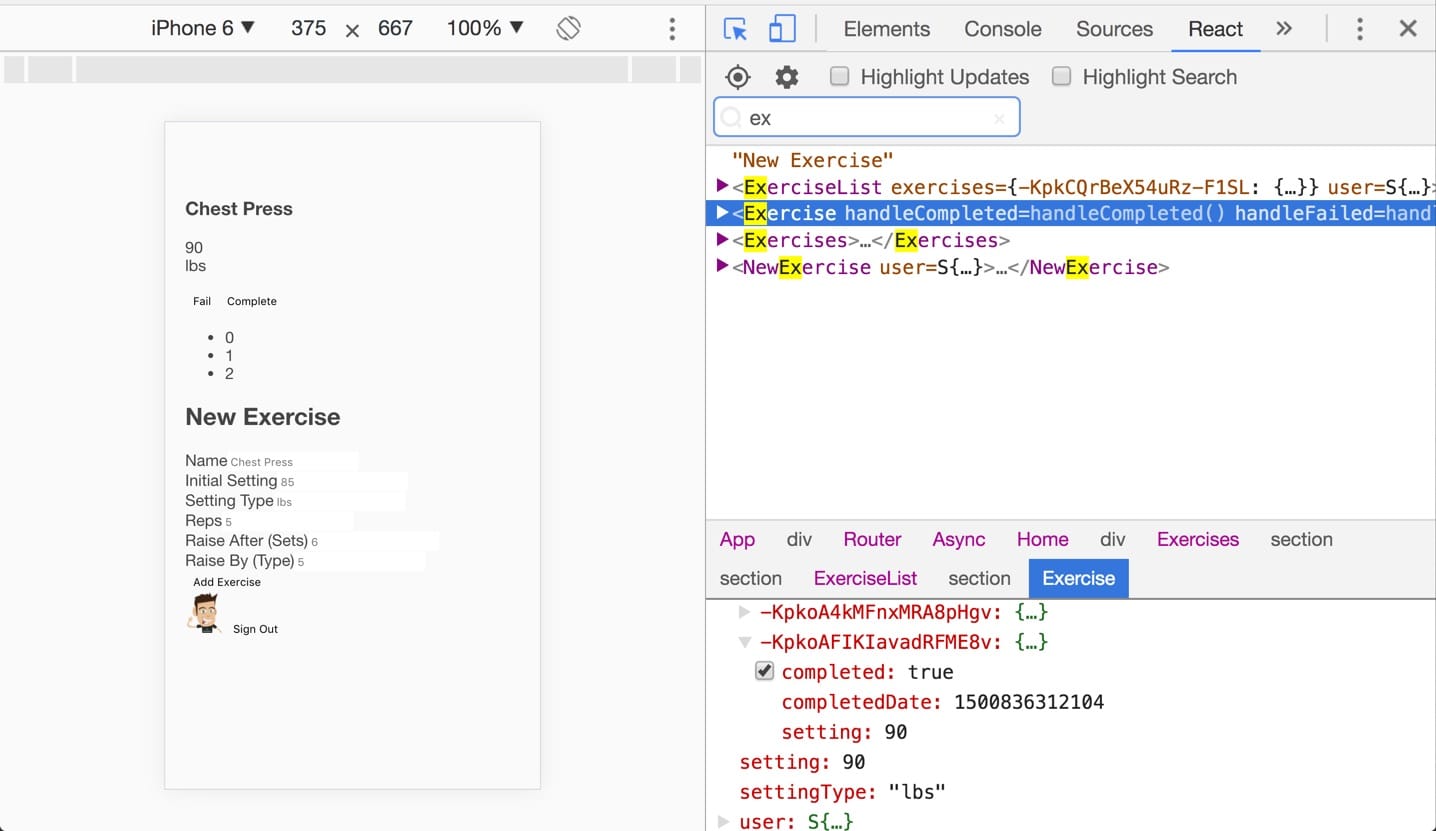 iPhone 6 ▼ 375 × 667 100% ▼
Chest Press
90
lbs
Fail Complete
• 0
• 1
• 2
New Exercise
Name Chest Press
Initial Setting 85
Setting Type lbs
Reps 5
Raise After (Sets) 6
Raise By (Type) 5
Add Exercise
Sign Out
Elements Console Sources React »
Highlight Updates Highlight Search
ex
"New Exercise"
<ExerciseList exercises={-KpkCQrBeX54uRz-F1SL: {…}} user=S{…}>
<Exercise handleCompleted=handleCompleted() handleFailed=handl
<Exercises>…</Exercises>
<NewExercise user=S{…}>…</NewExercise>
App div Router Async Home div Exercises section
section ExerciseList section Exercise
-KpkoA4kMFnxMRA8pHgv: {…}
-KpkoAFIKIavadRFME8v: {…}
completed: true
completedDate: 1500836312104
setting: 90
setting: 90
settingType: "lbs"
user: S{…}